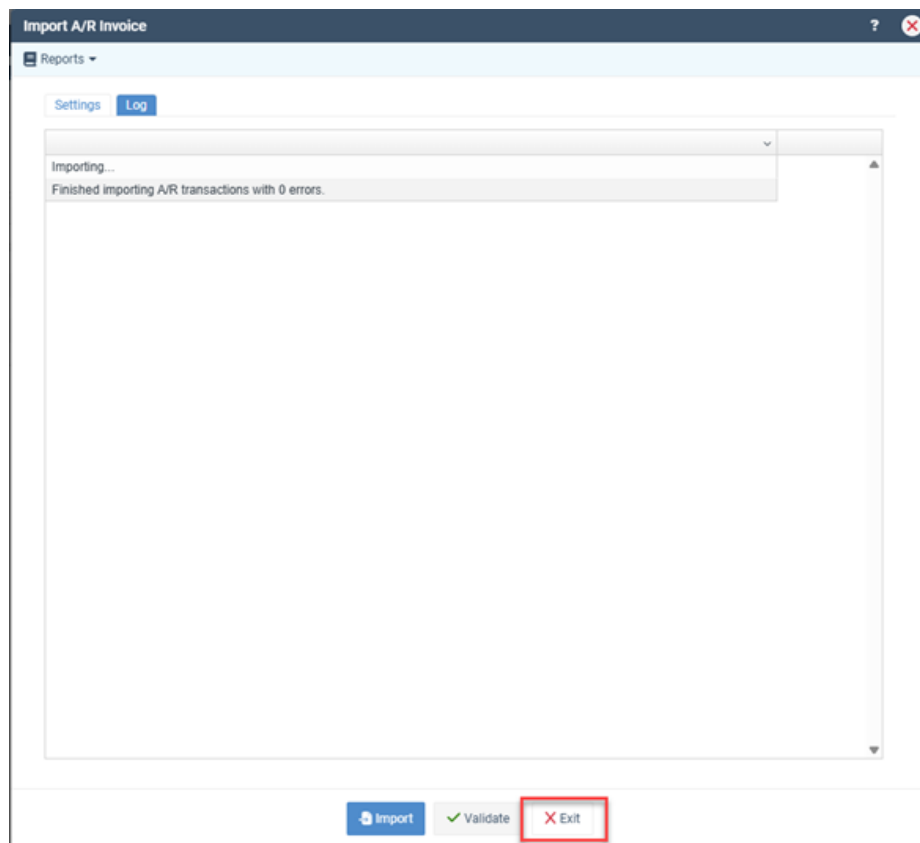 Import A/R Invoice ?
Reports
Settings Log
Importing...
Finished importing A/R transactions with 0 errors.
Import Validate Exit